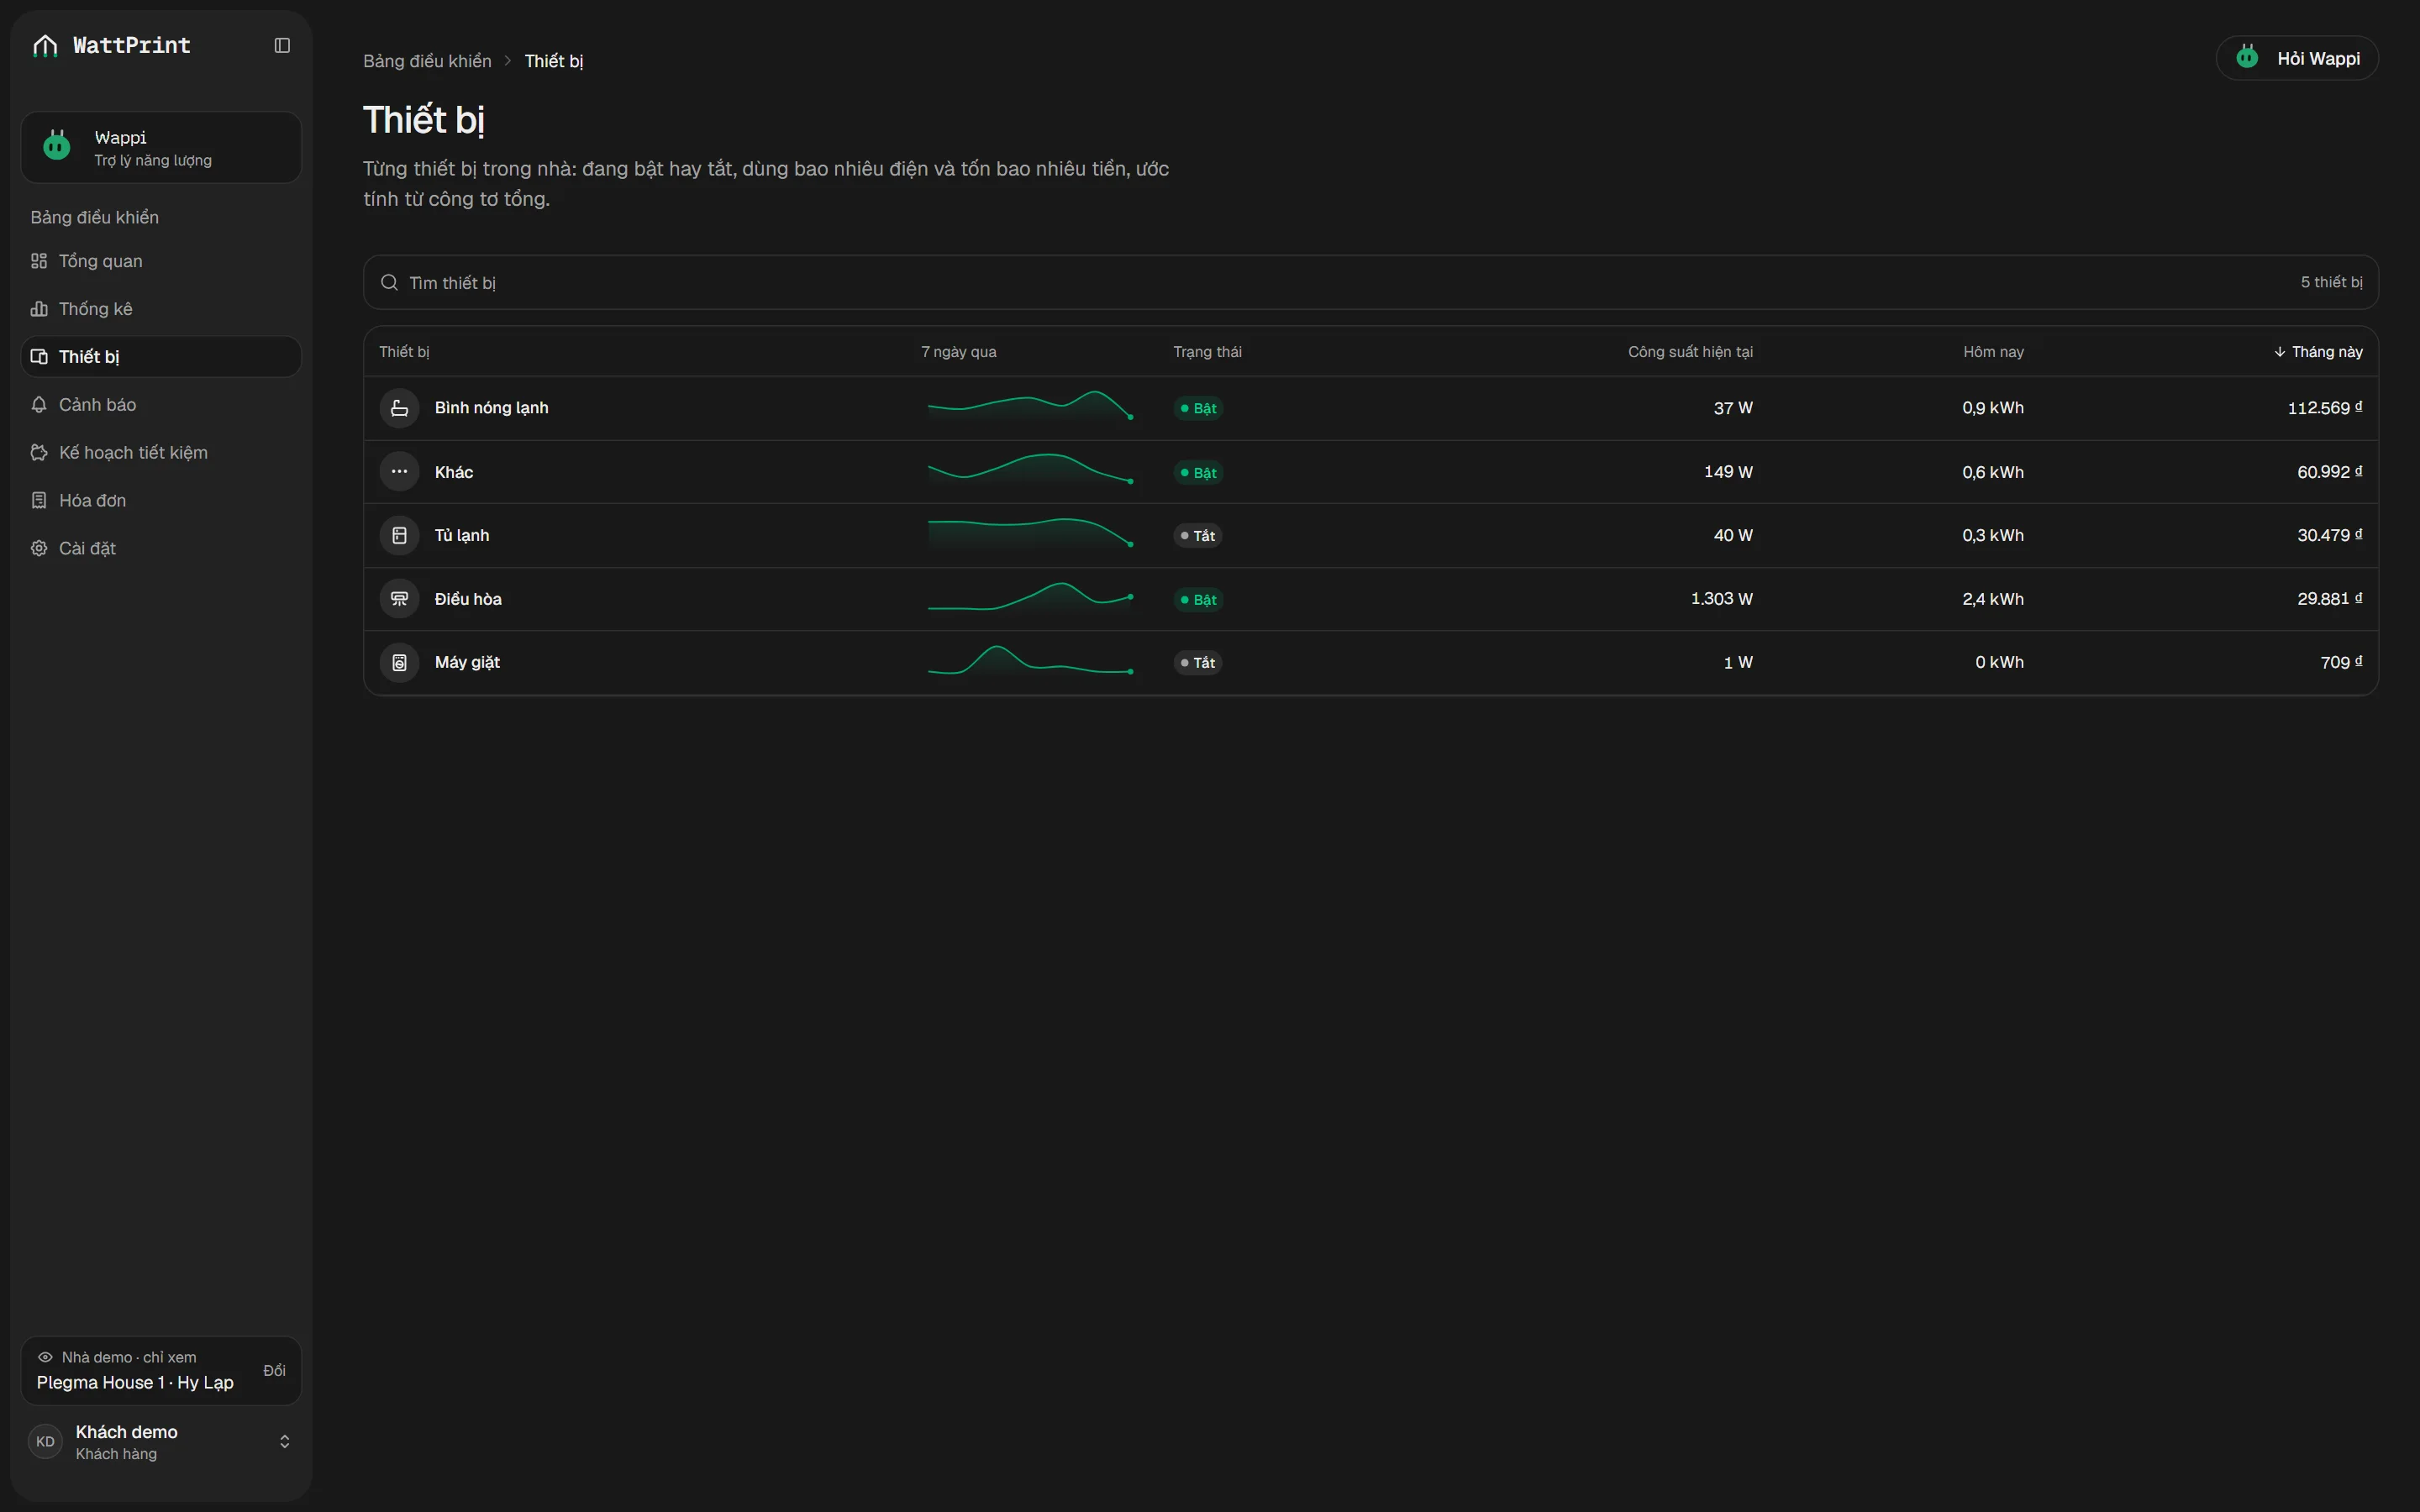 WattPrint
Wappi
Trợ lý năng lượng
Bảng điều khiển
Tổng quan
Thống kê
Thiết bị
Cảnh báo
Kế hoạch tiết kiệm
Hóa đơn
Cài đặt
Nhà demo · chỉ xem
Plegma House 1 · Hy Lạp
Đổi
KD
Khách demo
Khách hàng
Bảng điều khiển > Thiết bị
Hỏi Wappi
Thiết bị
Từng thiết bị trong nhà: đang bật hay tắt, dùng bao nhiêu điện và tốn bao nhiêu tiền, ước
tính từ công tơ tổng.
Tìm thiết bị
5 thiết bị
Thiết bị 7 ngày qua Trạng thái Công suất hiện tại Hôm nay ↓ Tháng này
Bình nóng lạnh Bật 37 W 0,9 kWh 112.569 ₫
Khác Bật 149 W 0,6 kWh 60.992 ₫
Tủ lạnh Tắt 40 W 0,3 kWh 30.479 ₫
Điều hòa Bật 1.303 W 2,4 kWh 29.881 ₫
Máy giặt Tắt 1 W 0 kWh 709 ₫